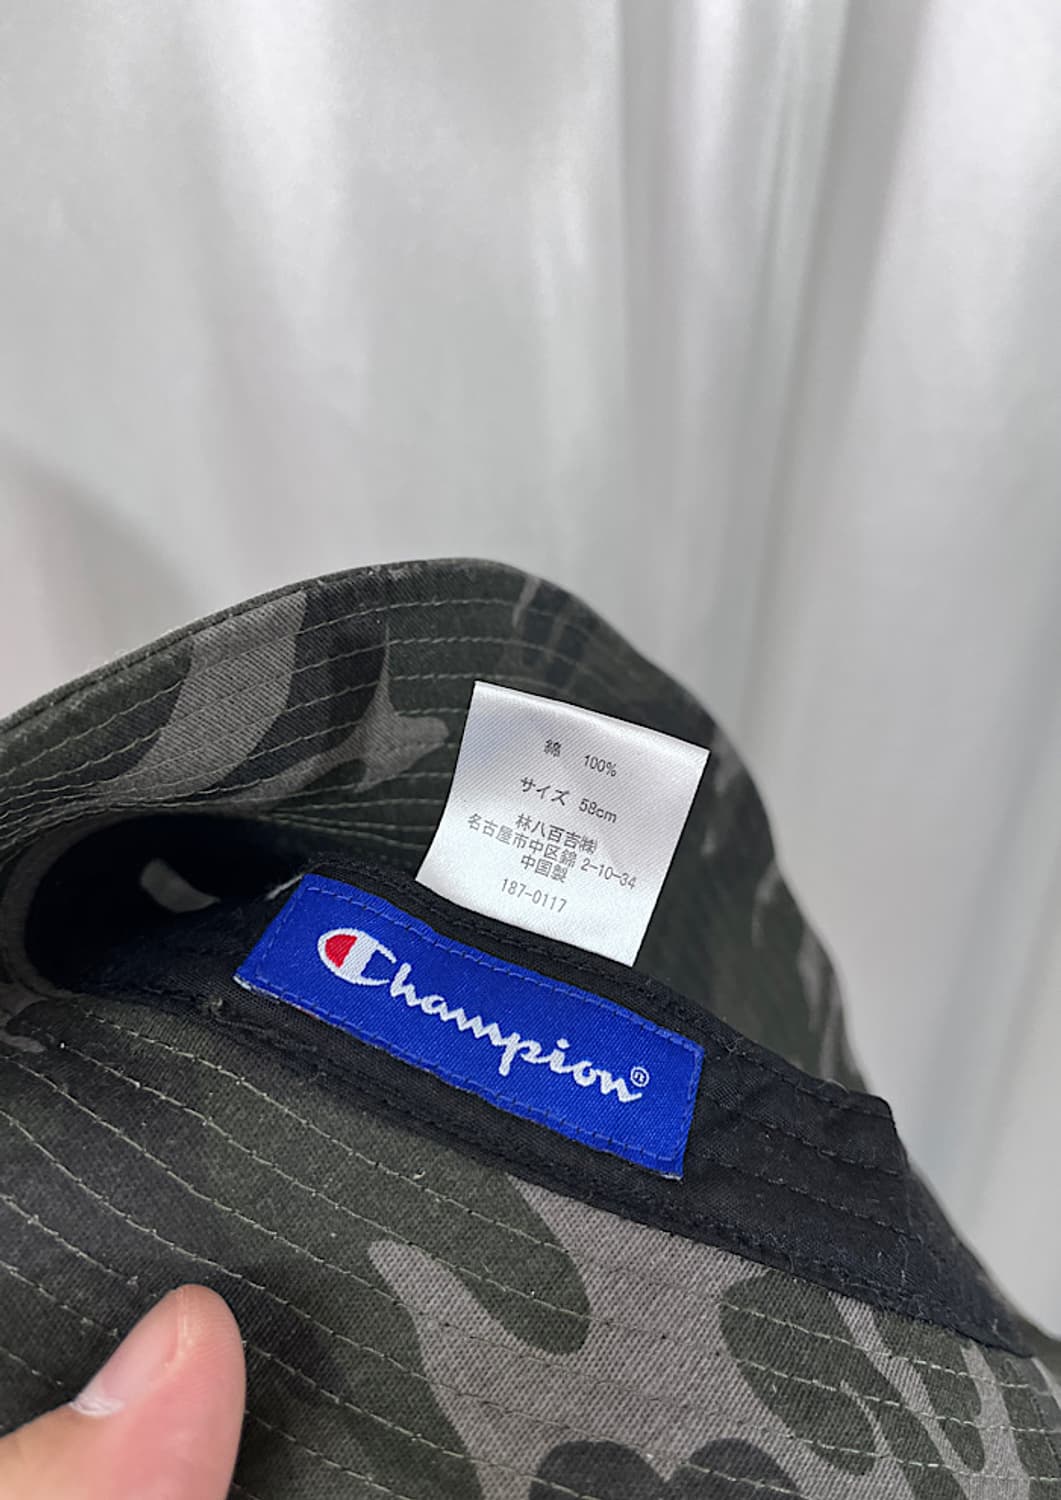 綿 100%
サイズ 58cm
林八百吉㈱
名古屋市中区錦 2-10-34
中国製
187-0117
Champion®